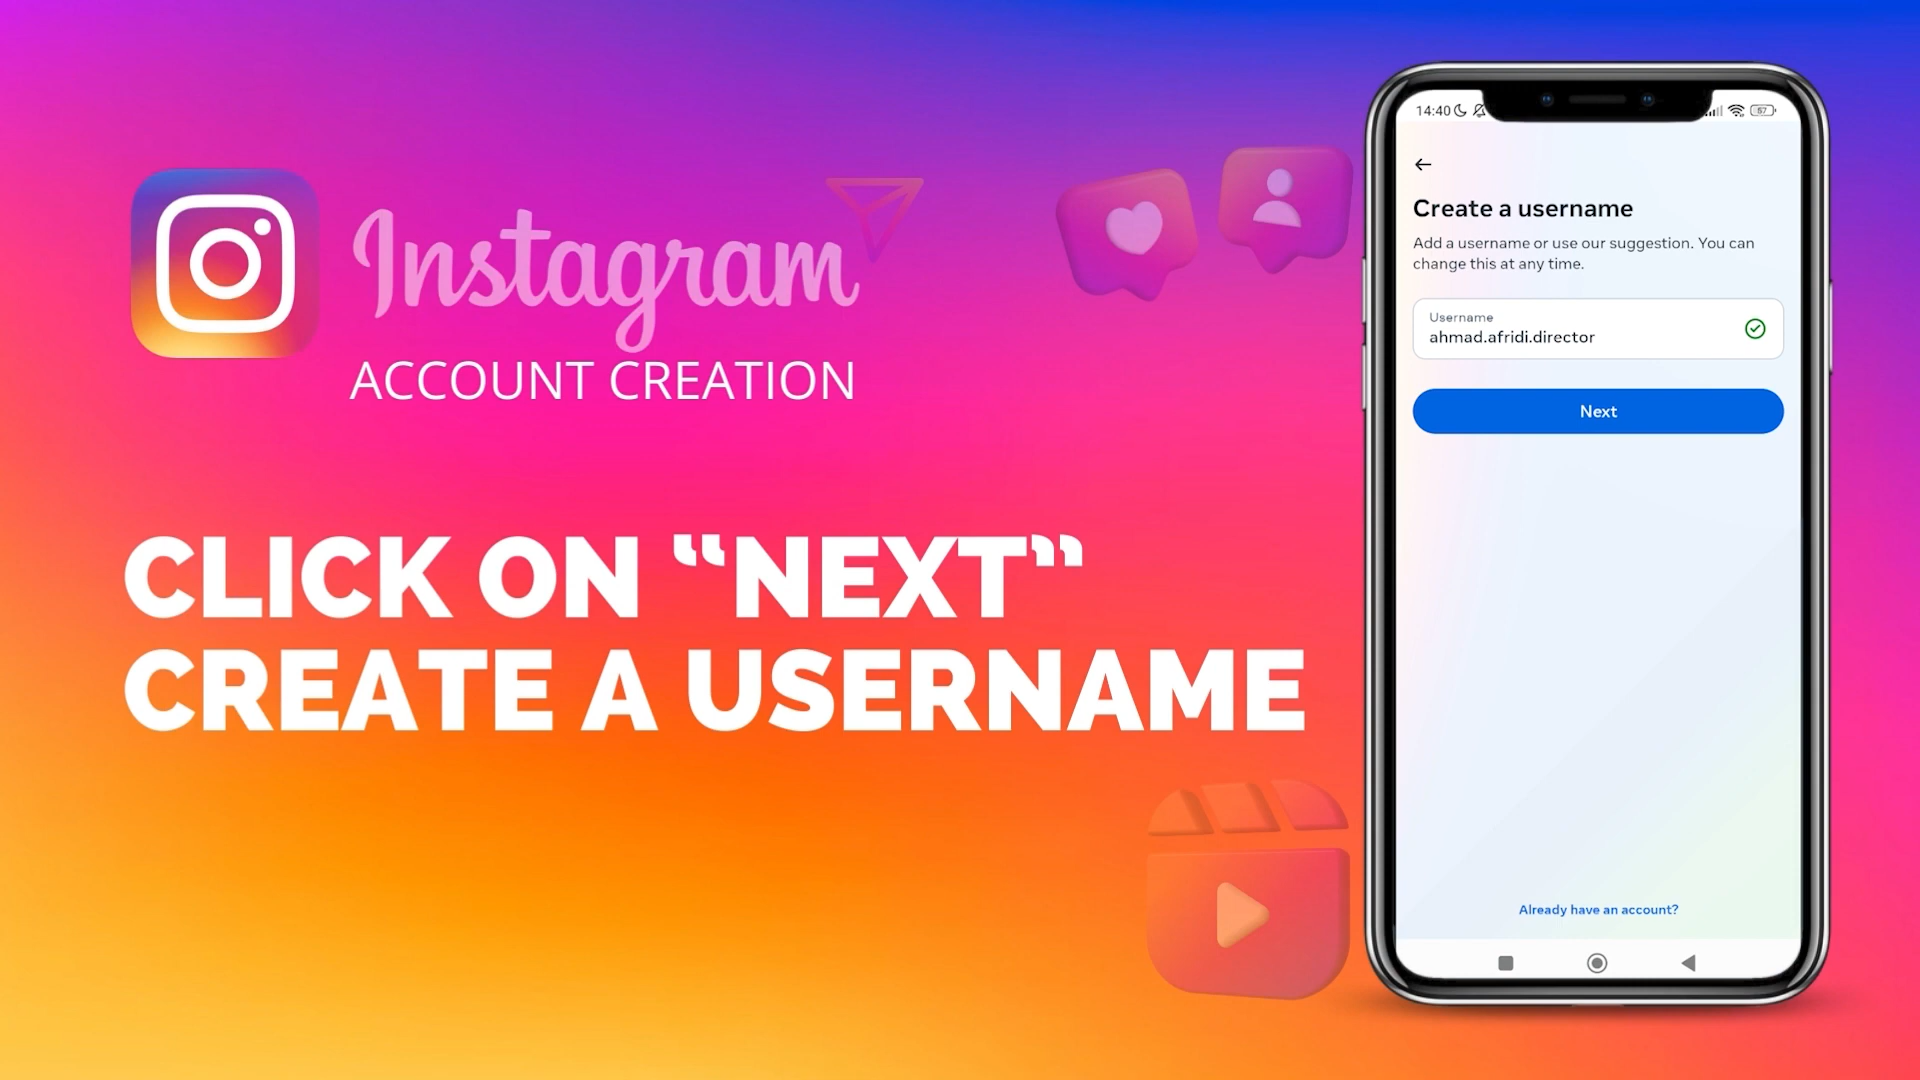 Instagram
ACCOUNT CREATION
CLICK ON “NEXT”
CREATE A USERNAME
14:40
67
Create a username
Add a username or use our suggestion. You can
change this at any time.
Username
ahmad.afridi.director
Next
Already have an account?